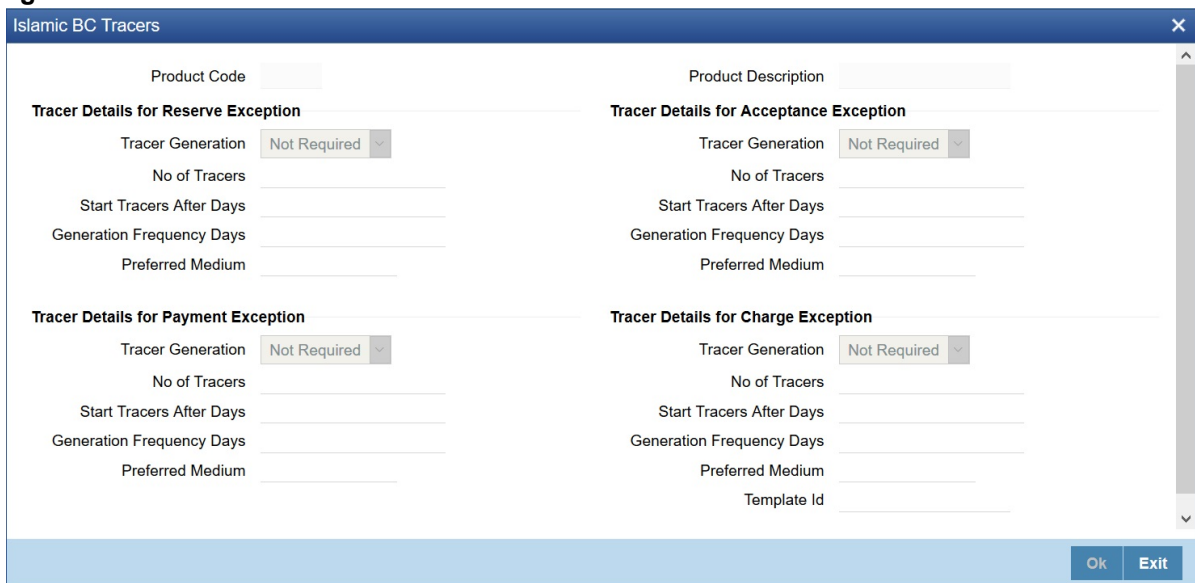 Islamic BC Tracers
Product Code
Product Description
Tracer Details for Reserve Exception
Tracer Generation Not Required
No of Tracers
Start Tracers After Days
Generation Frequency Days
Preferred Medium
Tracer Details for Acceptance Exception
Tracer Generation Not Required
No of Tracers
Start Tracers After Days
Generation Frequency Days
Preferred Medium
Tracer Details for Payment Exception
Tracer Generation Not Required
No of Tracers
Start Tracers After Days
Generation Frequency Days
Preferred Medium
Tracer Details for Charge Exception
Tracer Generation Not Required
No of Tracers
Start Tracers After Days
Generation Frequency Days
Preferred Medium
Template Id
Ok Exit